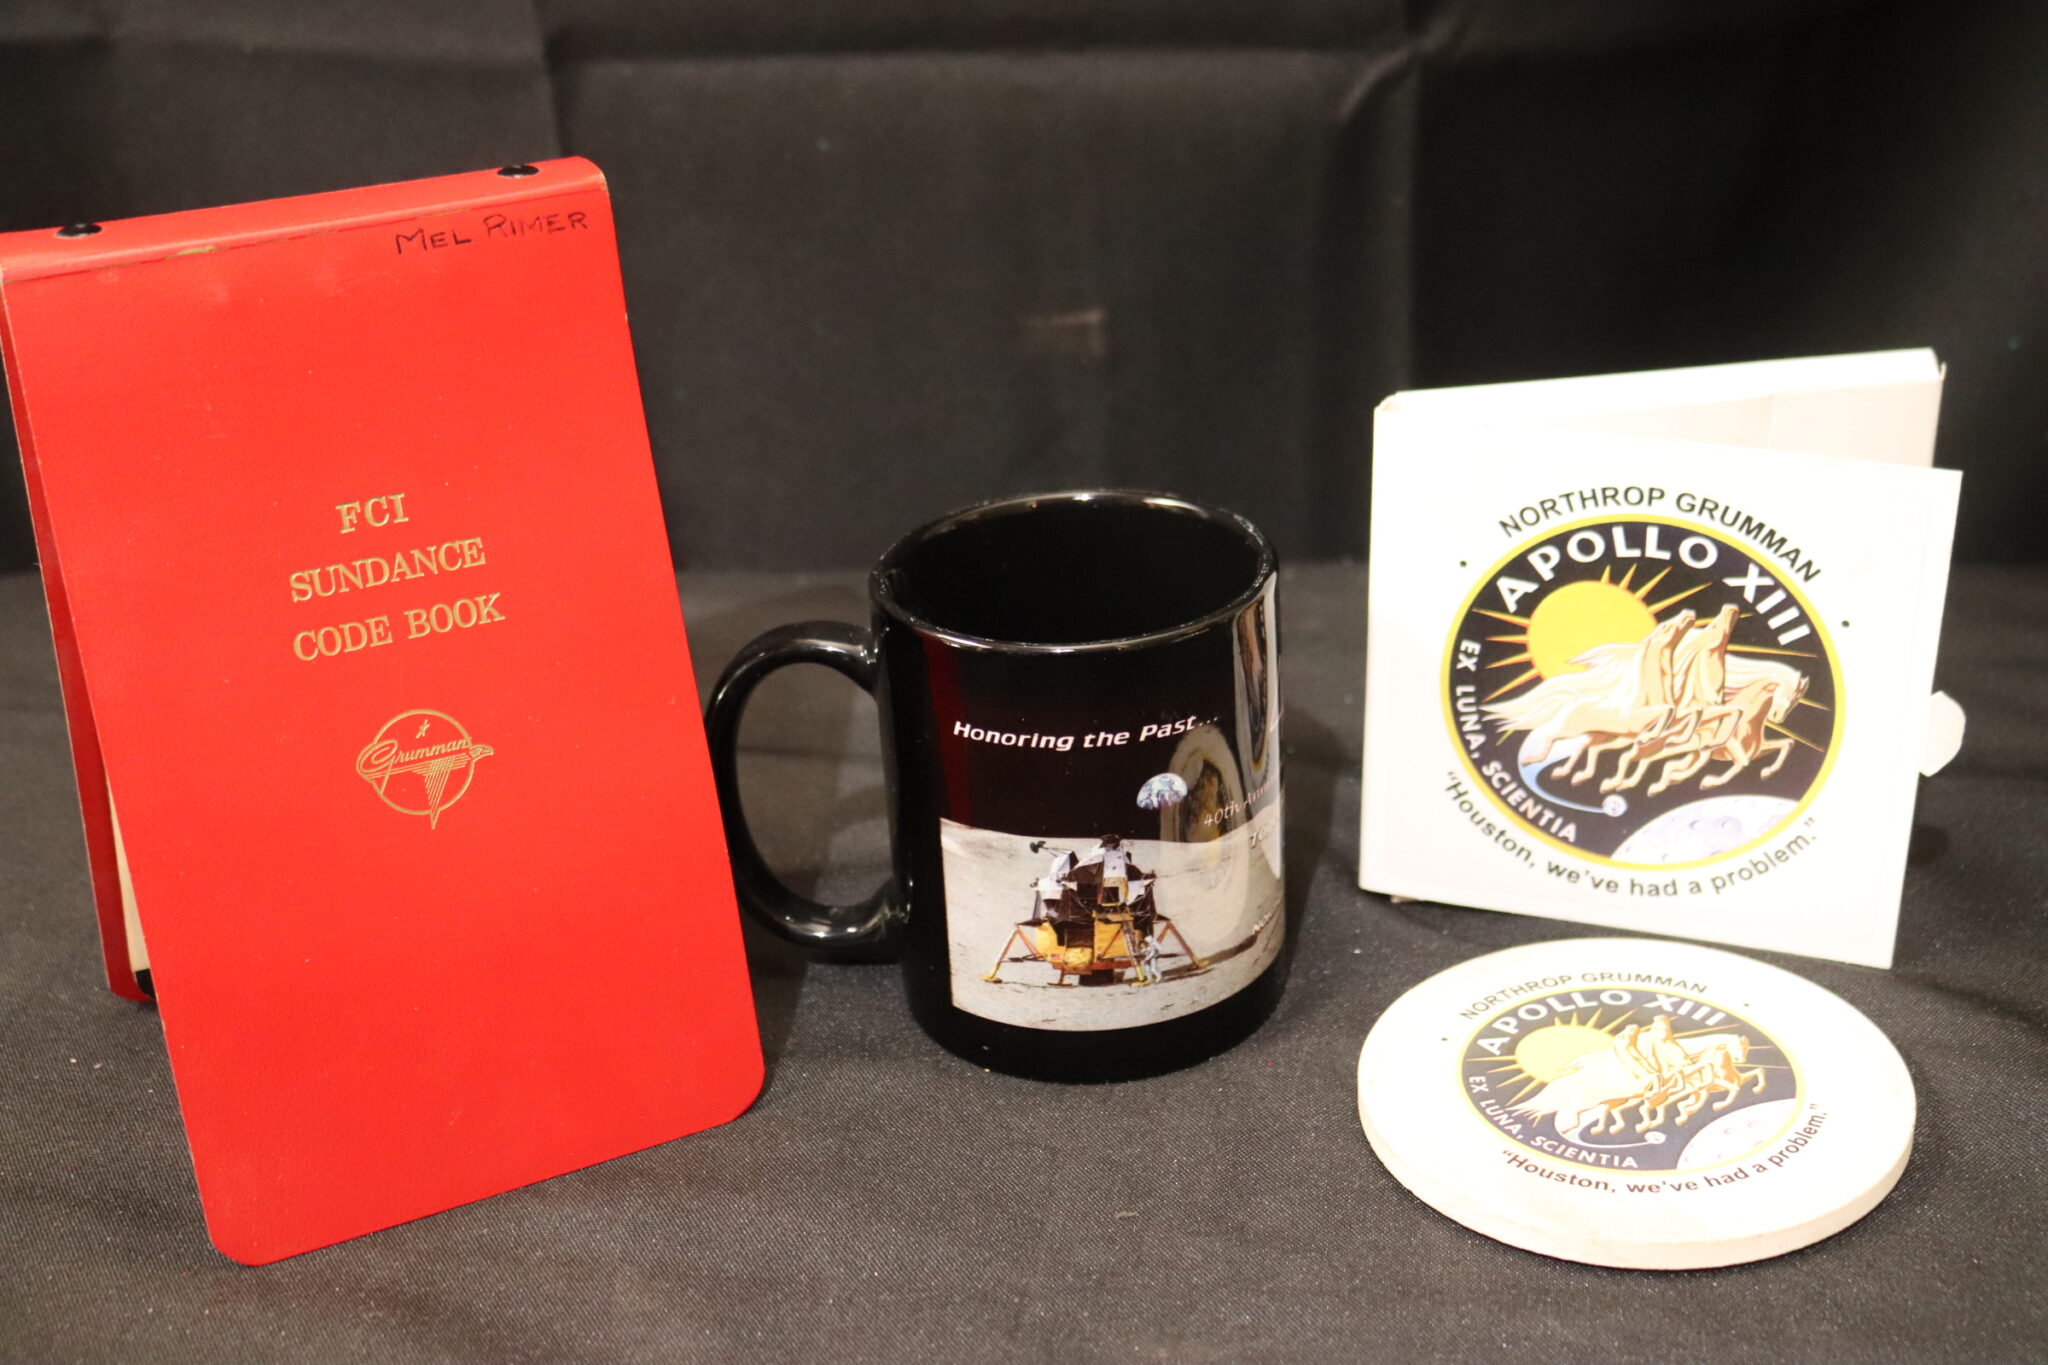 MEL RIMER
FCI
SUNDANCE
CODE BOOK
Grumman
Honoring the Past...
40th
NORTHROP GRUMMAN
APOLLO XIII
EX LUNA, SCIENTIA
"Houston, we've had a problem."
NORTHROP GRUMMAN
APOLLO XIII
EX LUNA, SCIENTIA
"Houston, we've had a problem."